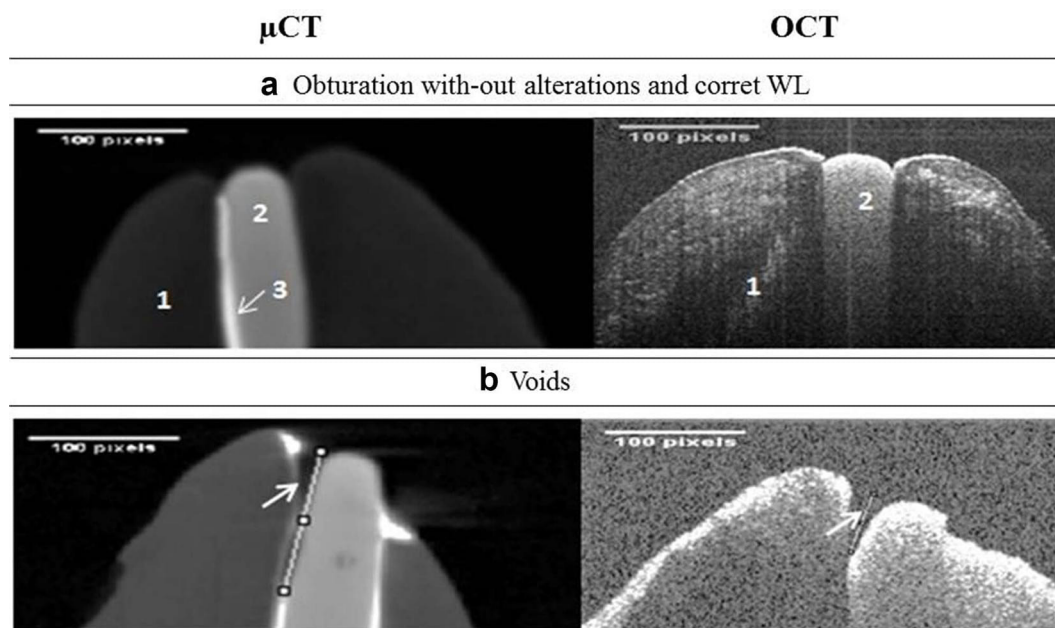 µCT OCT
a Obturation with-out alterations and corret WL
100 pixels 100 pixels
2 2
1 3 1
b Voids
100 pixels 100 pixels